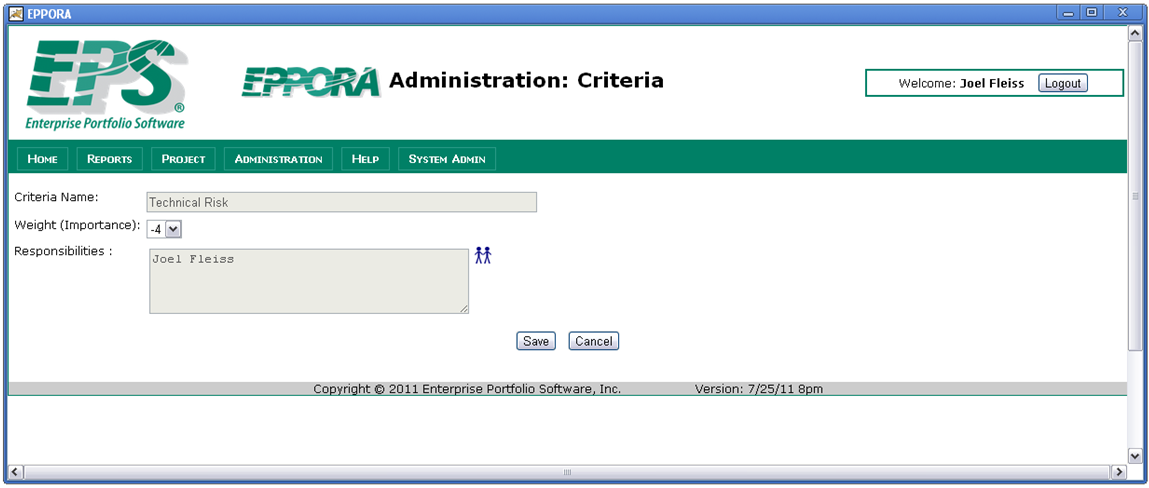 EPPORA
EPS®
Enterprise Portfolio Software
EPPORA Administration: Criteria
Welcome: Joel Fleiss Logout
Home Reports Project Administration Help System Admin
Criteria Name: Technical Risk
Weight (Importance): -4
Responsibilities : Joel Fleiss
Save Cancel
Copyright © 2011 Enterprise Portfolio Software, Inc. Version: 7/25/11 8pm